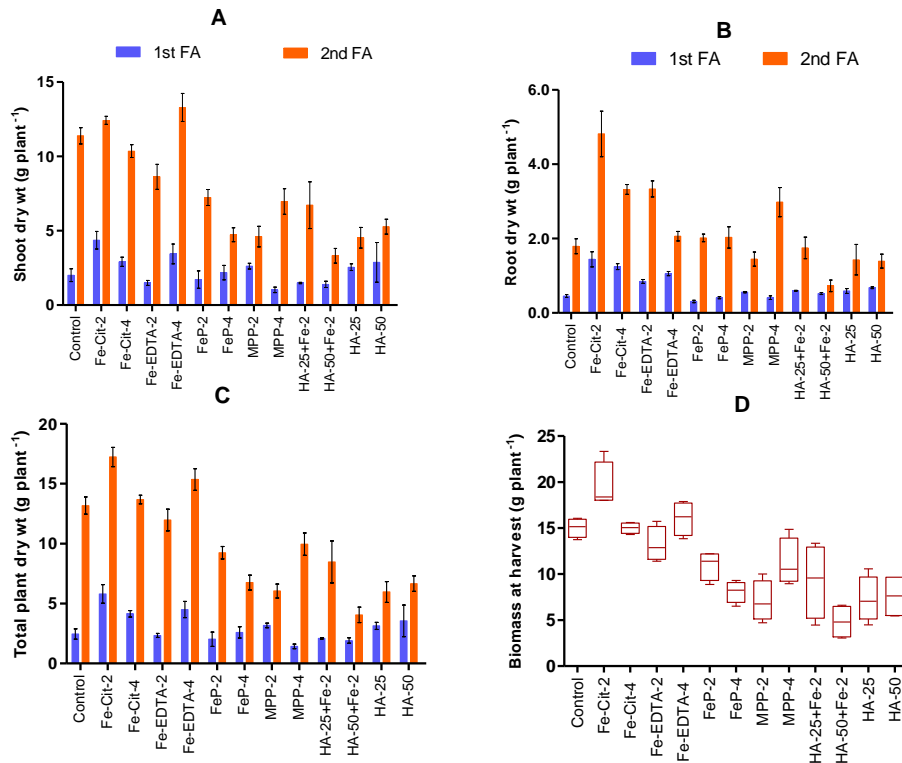 A
1st FA 2nd FA
Shoot dry wt (g plant⁻¹)
15
10
5
0
Control
Fe-Cit-2
Fe-Cit-4
Fe-EDTA-2
Fe-EDTA-4
FeP-2
FeP-4
MPP-2
MPP-4
HA-25+Fe-2
HA-50+Fe-2
HA-25
HA-50
B
1st FA 2nd FA
Root dry wt (g plant⁻¹)
6.0
4.0
2.0
0.0
Control
Fe-Cit-2
Fe-Cit-4
Fe-EDTA-2
Fe-EDTA-4
FeP-2
FeP-4
MPP-2
MPP-4
HA-25+Fe-2
HA-50+Fe-2
HA-25
HA-50
C
Total plant dry wt (g plant⁻¹)
20
15
10
5
0
Control
Fe-Cit-2
Fe-Cit-4
Fe-EDTA-2
Fe-EDTA-4
FeP-2
FeP-4
MPP-2
MPP-4
HA-25+Fe-2
HA-50+Fe-2
HA-25
HA-50
D
Biomass at harvest (g plant⁻¹)
25
20
15
10
5
0
Control
Fe-Cit-2
Fe-Cit-4
Fe-EDTA-2
Fe-EDTA-4
FeP-2
FeP-4
MPP-2
MPP-4
HA-25+Fe-2
HA-50+Fe-2
HA-25
HA-50